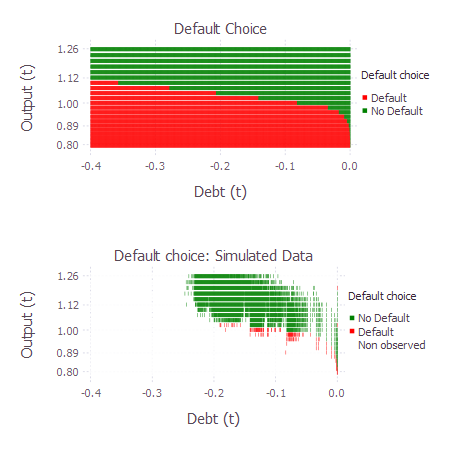 Default Choice
Output (t)
1.26
1.12
1.00
0.89
0.80
-0.4
-0.3
-0.2
-0.1
0.0
Debt (t)
Default choice
Default
No Default
Default choice: Simulated Data
Output (t)
1.26
1.12
1.00
0.89
0.80
-0.4
-0.3
-0.2
-0.1
0.0
Debt (t)
Default choice
No Default
Default
Non observed